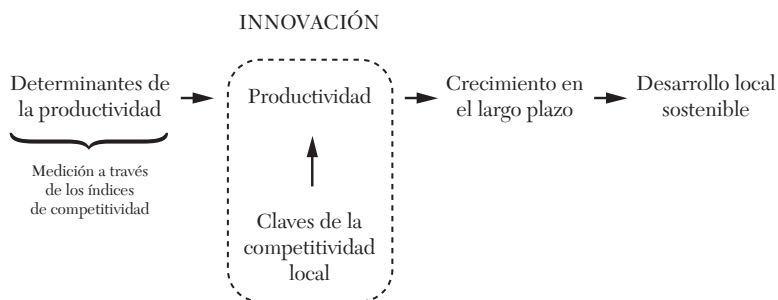 INNOVACIÓN
Determinantes de
la productividad
Medición a través
de los índices
de competitividad
Productividad
Claves de la
competitividad
local
Crecimiento en
el largo plazo
Desarrollo local
sostenible